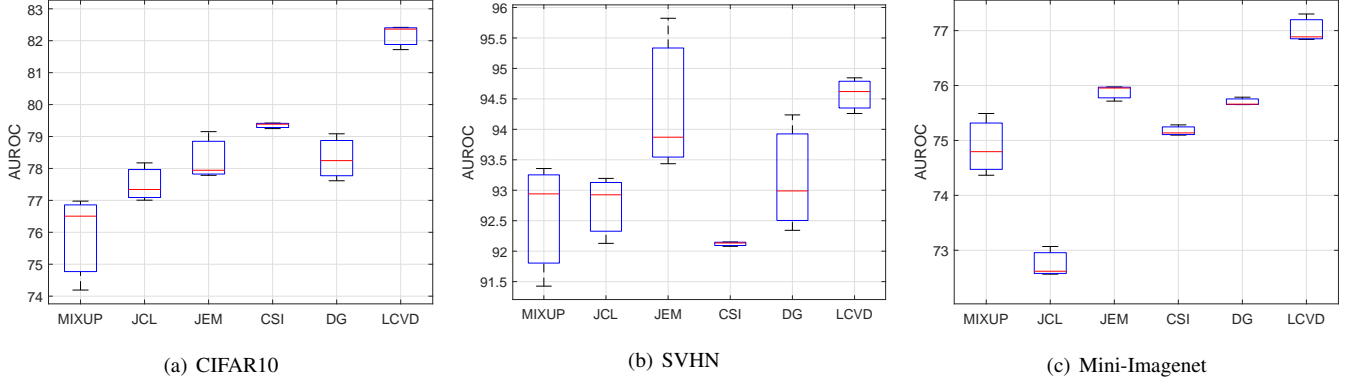 83
82
81
80
79
78
77
76
75
74
AUROC
MIXUP JCL JEM CSI DG LCVD
(a) CIFAR10
96
95.5
95
94.5
94
93.5
93
92.5
92
91.5
AUROC
MIXUP JCL JEM CSI DG LCVD
(b) SVHN
77
76
75
74
73
AUROC
MIXUP JCL JEM CSI DG LCVD
(c) Mini-Imagenet